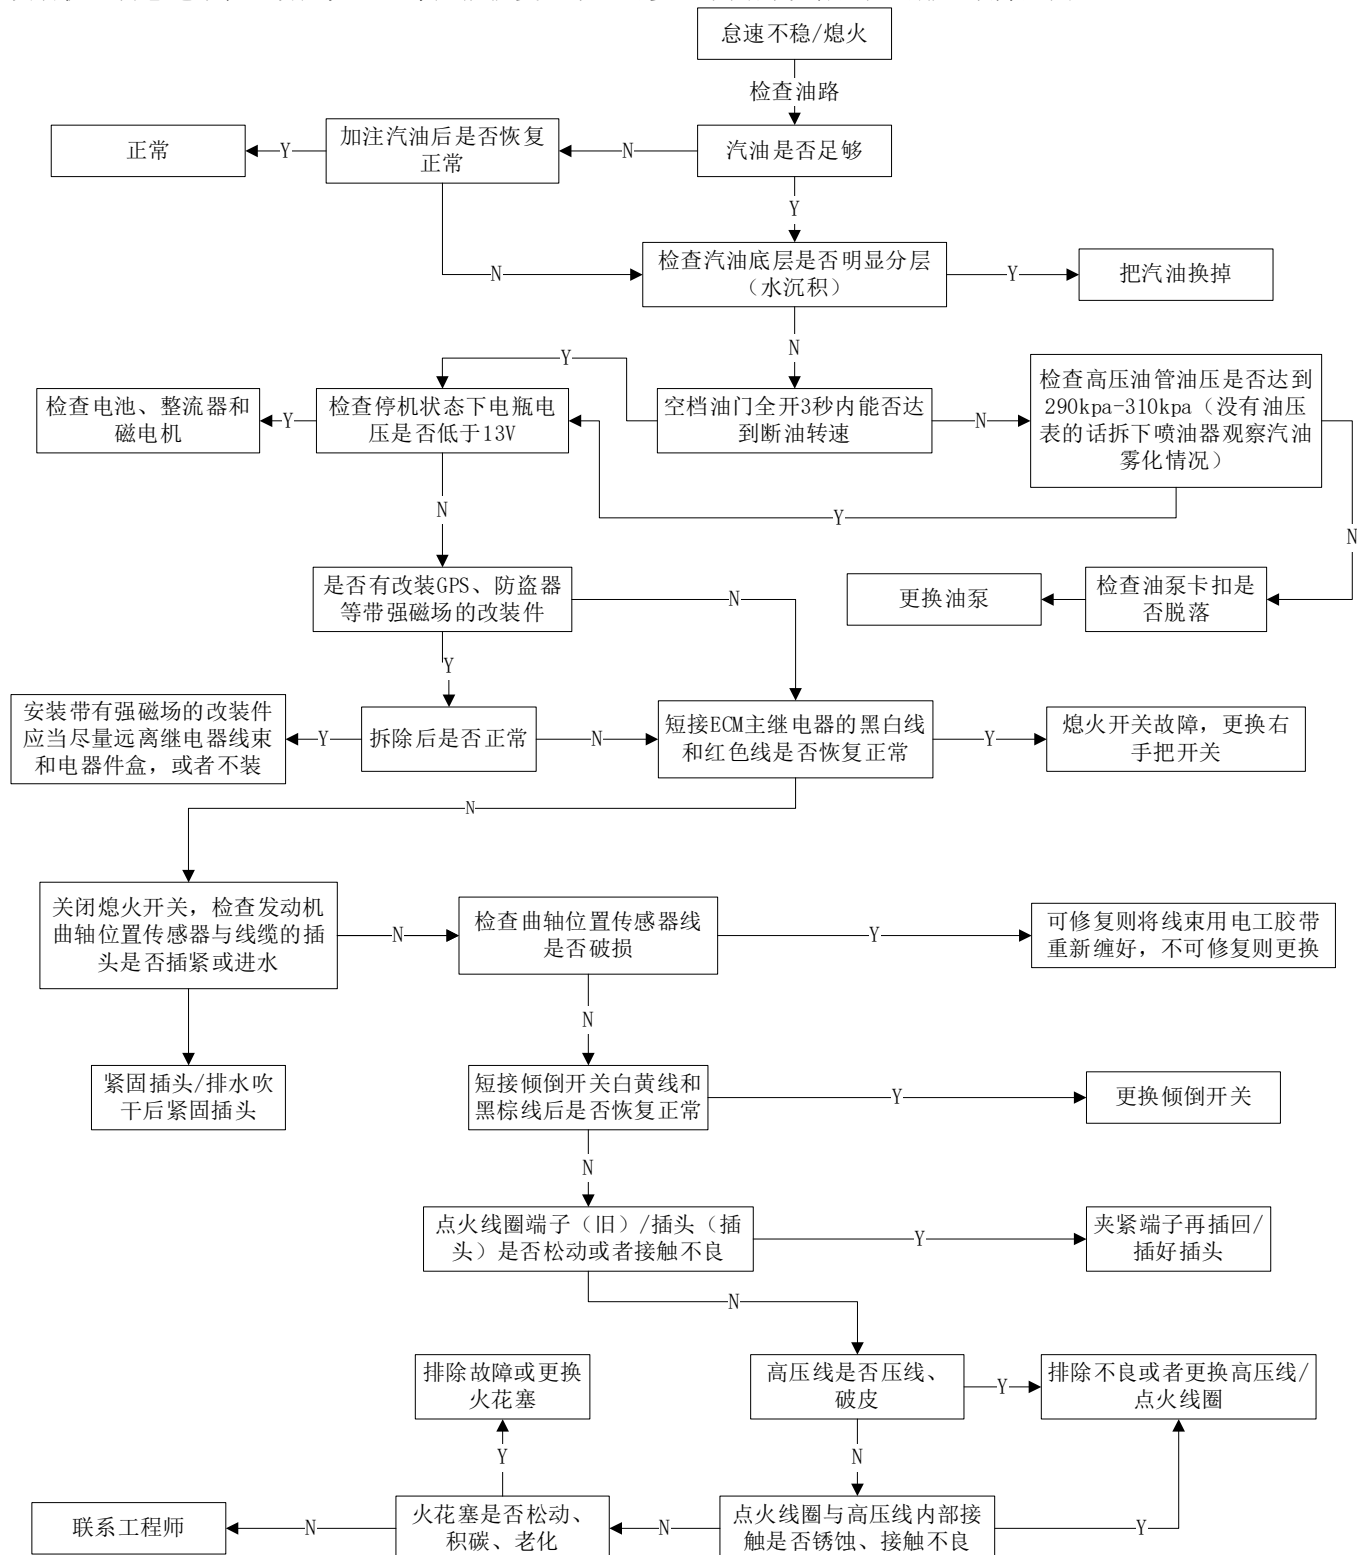 怠速不稳/熄火
检查油路
正常
Y
加注汽油后是否恢复
正常
N
汽油是否足够
Y
N
检查汽油底层是否明显分层
（水沉积）
Y
把汽油换掉
N
Y
检查电池、整流器和
磁电机
Y
检查停机状态下电瓶电
压是否低于13V
空档油门全开3秒内能否达
到断油转速
N
检查高压油管油压是否达到
290kpa-310kpa（没有油压
表的话拆下喷油器观察汽油
雾化情况）
N
Y
N
是否有改装GPS、防盗器
等带强磁场的改装件
N
更换油泵
检查油泵卡扣是
否脱落
Y
安装带有强磁场的改装件
应当尽量远离继电器线束
和电器件盒，或者不装
Y
拆除后是否正常
N
短接ECM主继电器的黑白线
和红色线是否恢复正常
Y
熄火开关故障，更换右
手把开关
N
关闭熄火开关，检查发动机
曲轴位置传感器与线缆的插
头是否插紧或进水
N
检查曲轴位置传感器线
是否破损
Y
可修复则将线束用电工胶带
重新缠好，不可修复则更换
N
紧固插头/排水吹
干后紧固插头
短接倾倒开关白黄线和
黑棕线后是否恢复正常
Y
更换倾倒开关
N
点火线圈端子（旧）/插头（插
头）是否松动或者接触不良
Y
夹紧端子再插回/
插好插头
N
排除故障或更换
火花塞
高压线是否压线、
破皮
Y
排除不良或者更换高压线/
点火线圈
Y
N
联系工程师
N
火花塞是否松动、
积碳、老化
N
点火线圈与高压线内部接
触是否锈蚀、接触不良
Y